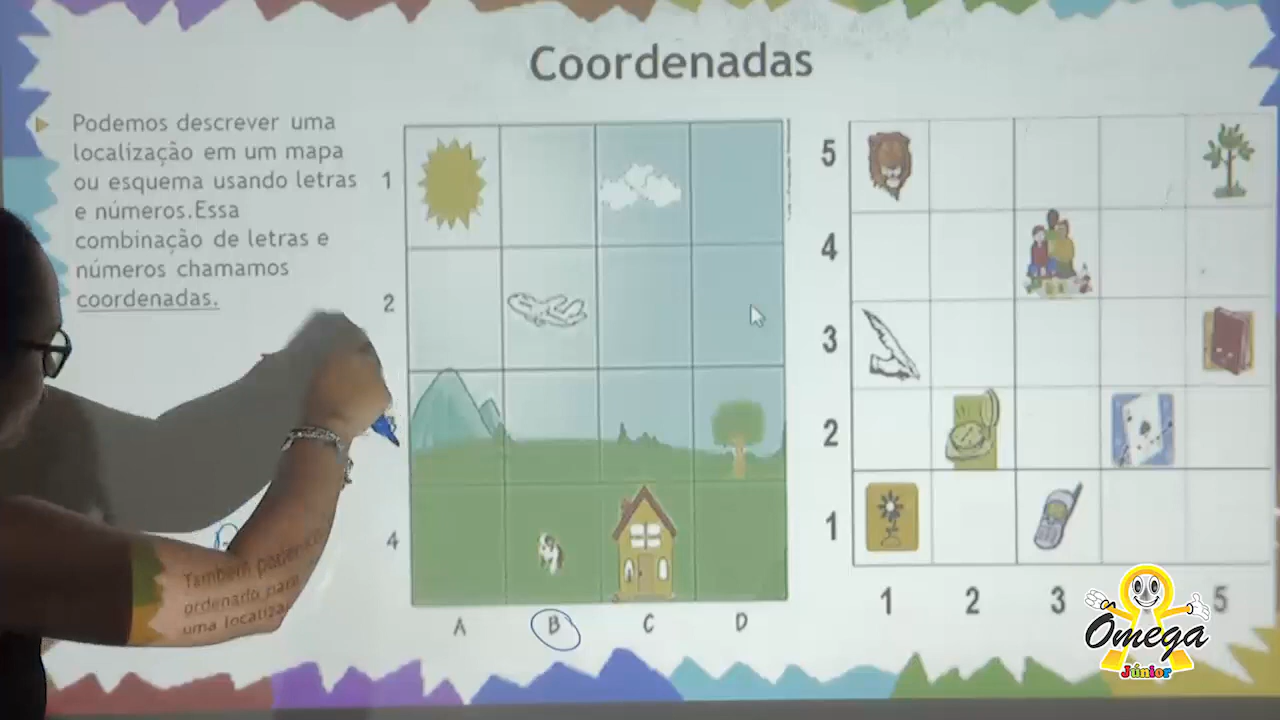 Coordenadas
Podemos descrever uma
localização em um mapa
ou esquema usando letras
e números.Essa
combinação de letras e
números chamamos
coordenadas.
Também
ordenado para
uma
1
2
4
A B C D
5
4
3
2
1
1 2 3 5
Ômega
Júnior